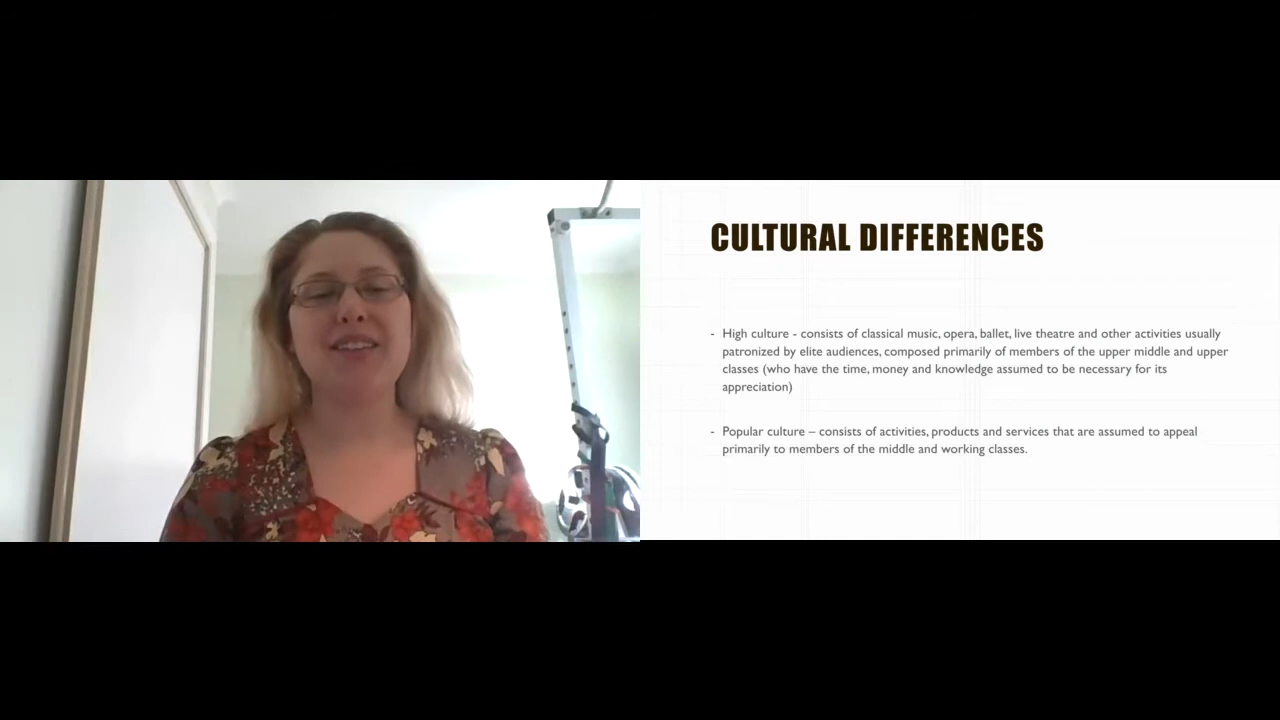 CULTURAL DIFFERENCES
- High culture - consists of classical music, opera, ballet, live theatre and other activities usually
patronized by elite audiences, composed primarily of members of the upper middle and upper
classes (who have the time, money and knowledge assumed to be necessary for its
appreciation)
- Popular culture – consists of activities, products and services that are assumed to appeal
primarily to members of the middle and working classes.